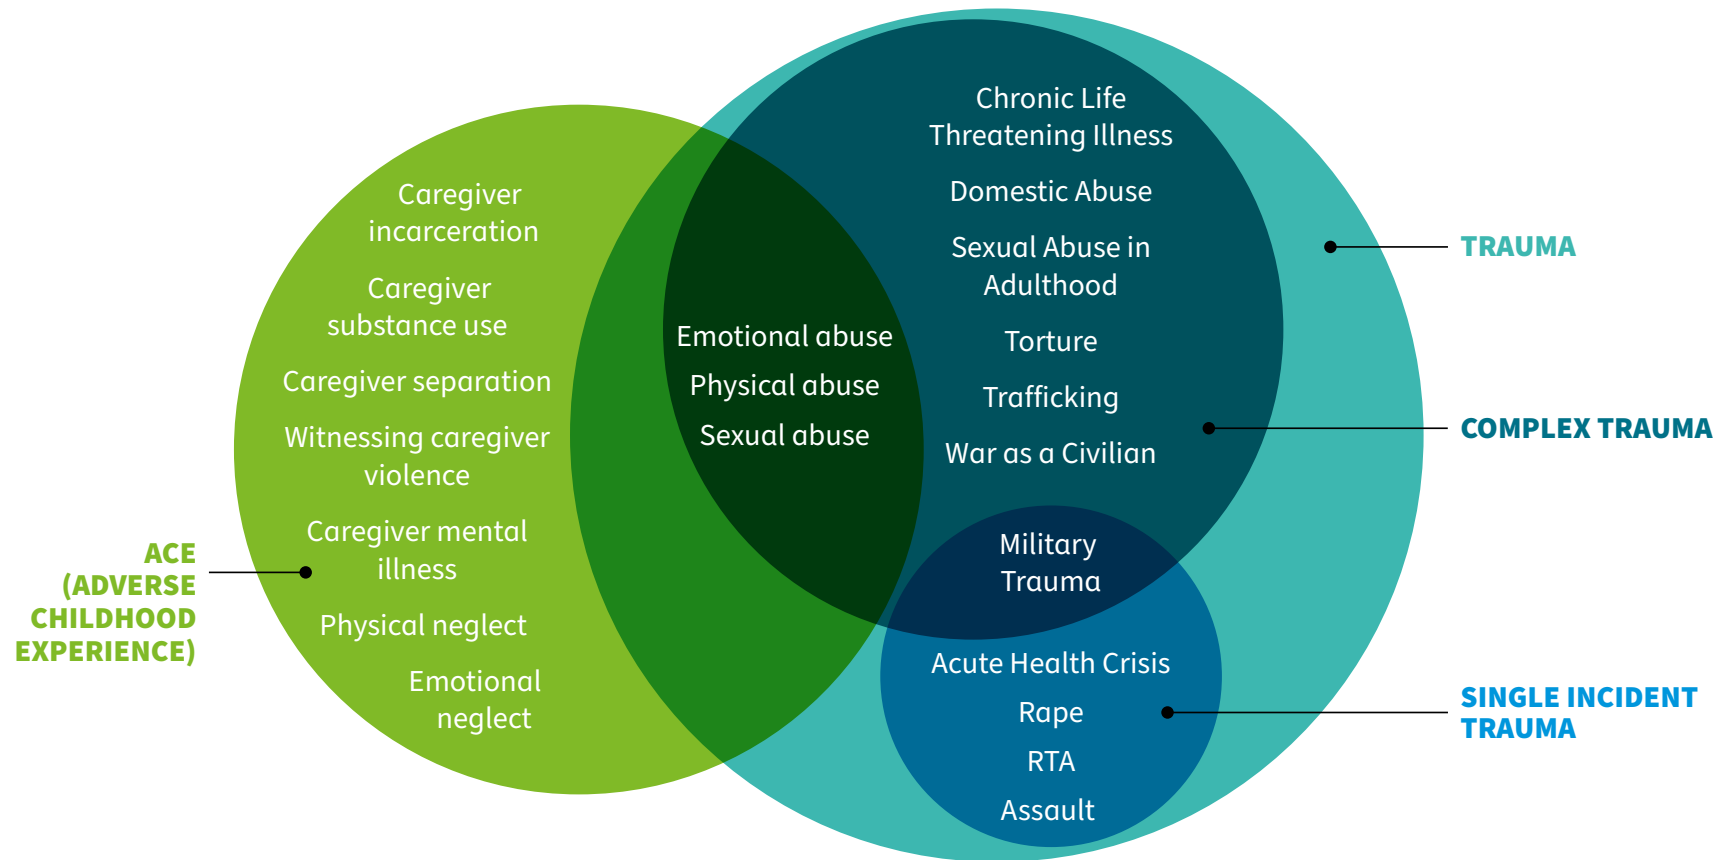 Caregiver
incarceration
Caregiver
substance use
Caregiver separation
Witnessing caregiver
violence
Caregiver mental
illness
Physical neglect
Emotional
neglect
ACE
(ADVERSE
CHILDHOOD
EXPERIENCE)
Emotional abuse
Physical abuse
Sexual abuse
Chronic Life
Threatening Illness
Domestic Abuse
Sexual Abuse in
Adulthood
Torture
Trafficking
War as a Civilian
Military
Trauma
Acute Health Crisis
Rape
RTA
Assault
TRAUMA
COMPLEX TRAUMA
SINGLE INCIDENT
TRAUMA